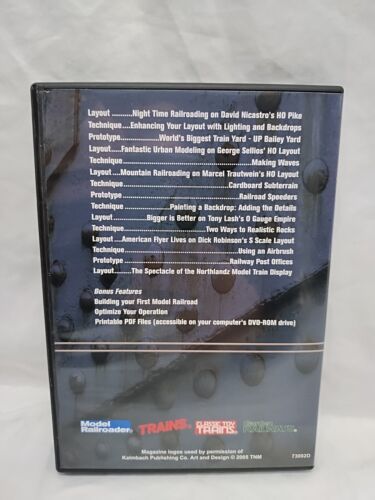 Layout ..........Night Time Railroading on David Nicastro's HO Pike
Technique....Enhancing Your Layout with Lighting and Backdrops
Prototype..................World's Biggest Train Yard - UP Bailey Yard
Layout.....Fantastic Urban Modeling on George Sellios' HO Layout
Technique...................................................Making Waves
Layout....Mountain Railroading on Marcel Trautwein's HO Layout
Technique...........................................Cardboard Subterrain
Prototype...............................................Railroad Speeders
Technique................Painting a Backdrop: Adding the Details
Layout...........Bigger is Better on Tony Lash's O Gauge Empire
Technique..................................Two Ways to Realistic Rocks
Layout....American Flyer Lives on Dick Robinson's S Scale Layout
Technique...............................................Using an Airbrush
Prototype............................................Railway Post Offices
Layout.......The Spectacle of the Northlandz Model Train Display
Bonus Features
Building your First Model Railroad
Optimize Your Operation
Printable PDF Files (accessible on your computer's DVD-ROM drive)
Model Railroader.
TRAINS.
CLASSIC TOY
TRAINS.
Magazine logos used by permission of
Kalmbach Publishing Co. Art and Design © 2005 TNM
73092D